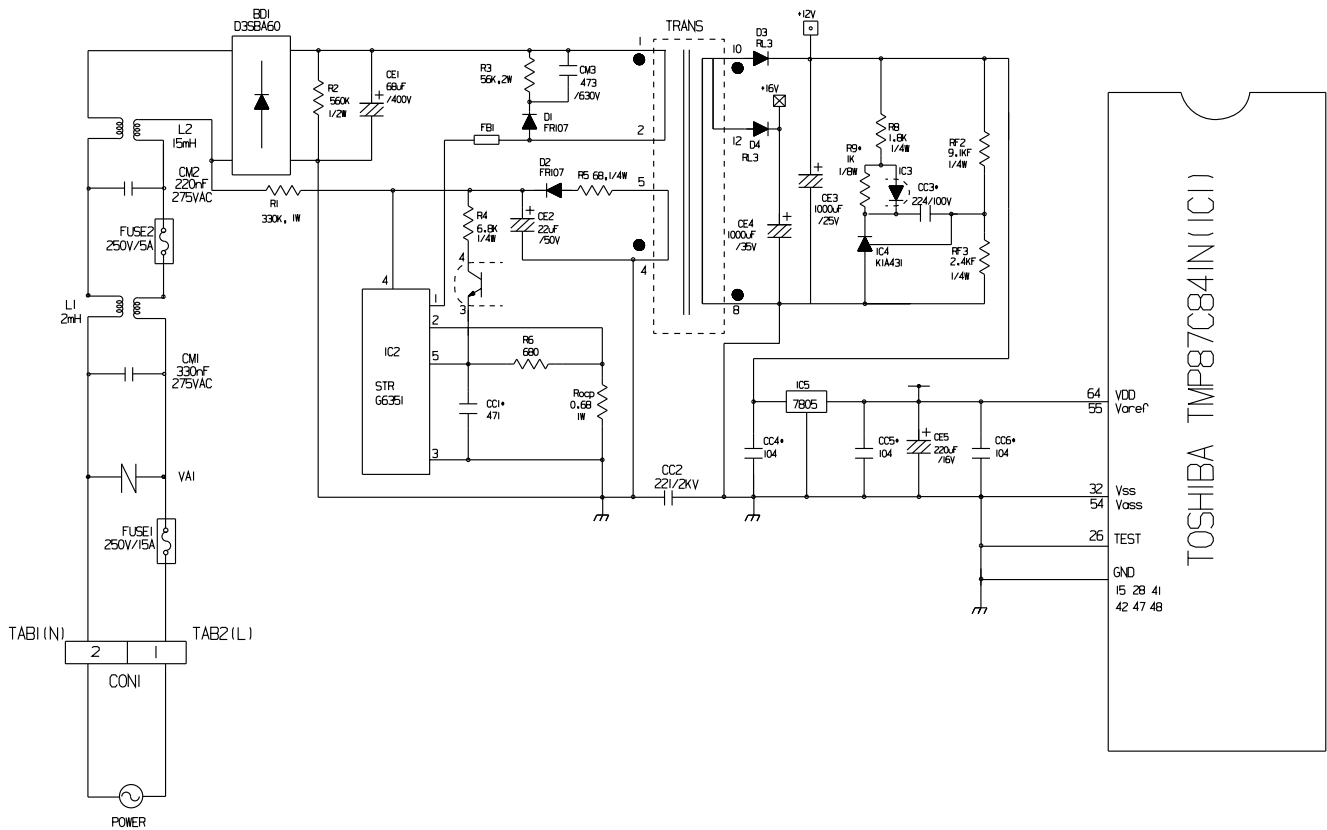 BD1
D3SBA60
TRANS
+12V
R3
56K,2W
CM3
473
/630V
1
10
D3
RL3
CE1
68uF
/400V
R2
560K
1/2W
D1
FR107
FB1
2
+16V
12
D4
RL3
R8
1.8K
1/4W
RF2
9.1KF
1/4W
L2
15mH
D2
FR107
R5 68,1/4W
5
R9*
1K
1/8W
IC3
CC3*
224/100V
CM2
220nF
275VAC
R1
330K, 1W
R4
6.8K
1/4W
CE2
22uF
/50V
CE3
1000uF
/25V
CE4
1000uF
/35V
FUSE2
250V/5A
4
4
4
3
IC4
KIA431
RF3
2.4KF
1/4W
L1
2mH
1
2
5
3
8
IC2
STR
G6351
R6
680
CC1*
471
Rocp
0.68
1W
CM1
330nF
275VAC
IC5
7805
64 VDD
55 Varef
CC4*
104
CC5*
104
CE5
220uF
/16V
CC6*
104
VA1
CC2
221/2KV
32 Vss
54 Vass
26 TEST
GND
15 28 41
42 47 48
TOSHIBA TMP87C841N(IC1)
FUSE1
250V/15A
TAB1(N)
TAB2(L)
2
1
CON1
POWER